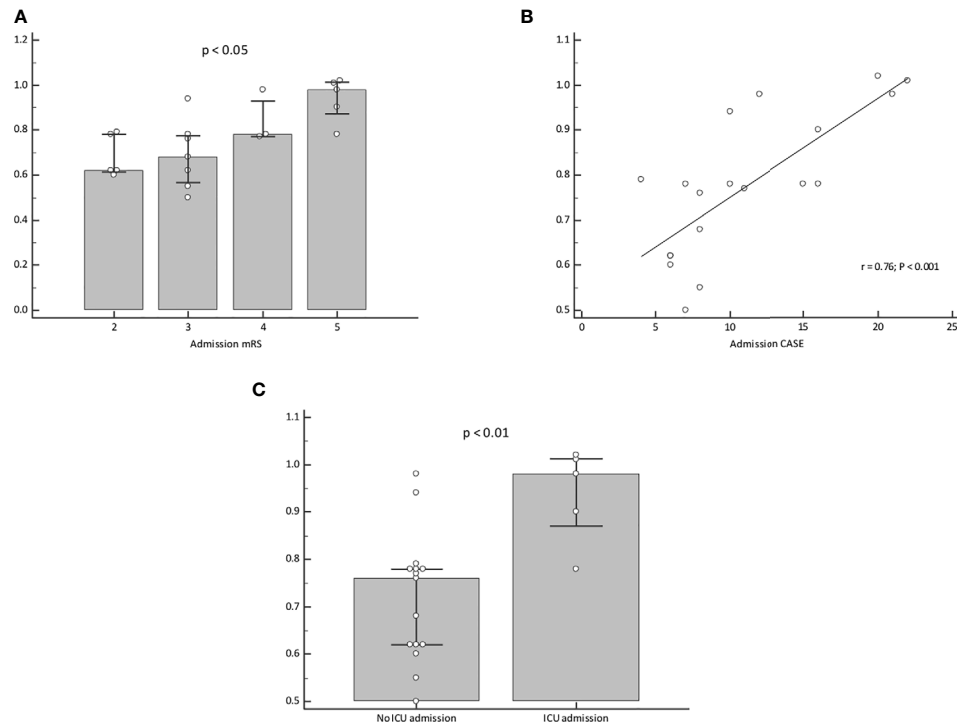 A
p < 0.05
1.2
1.0
0.8
0.6
0.4
0.2
0.0
2 3 4 5
Admission mRS
B
1.1
1.0
0.9
0.8
0.7
0.6
0.5
r = 0.76; P < 0.001
0 5 10 15 20 25
Admission CASE
C
p < 0.01
1.1
1.0
0.9
0.8
0.7
0.6
0.5
No ICU admission ICU admission